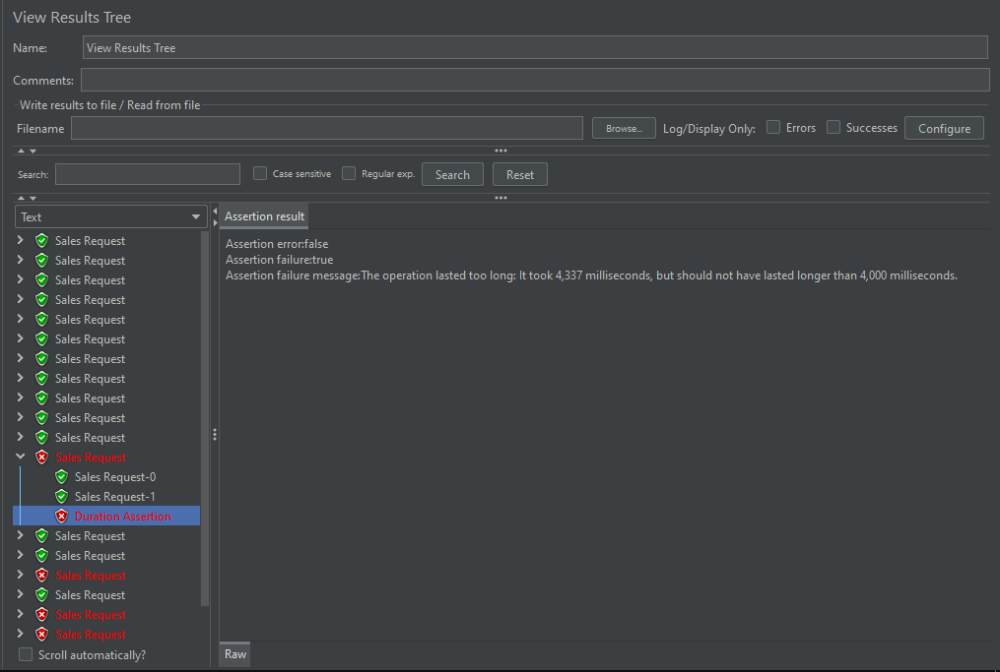 View Results Tree
Name: View Results Tree
Comments:
Write results to file / Read from file
Filename Browse... Log/Display Only: Errors Successes Configure
Search: Case sensitive Regular exp. Search Reset
Text
Sales Request
Sales Request
Sales Request
Sales Request
Sales Request
Sales Request
Sales Request
Sales Request
Sales Request
Sales Request
Sales Request
Sales Request
Sales Request-0
Sales Request-1
Duration Assertion
Sales Request
Sales Request
Sales Request
Sales Request
Sales Request
Sales Request
Scroll automatically?
Assertion result
Assertion error:false
Assertion failure:true
Assertion failure message:The operation lasted too long: It took 4,337 milliseconds, but should not have lasted longer than 4,000 milliseconds.
Raw